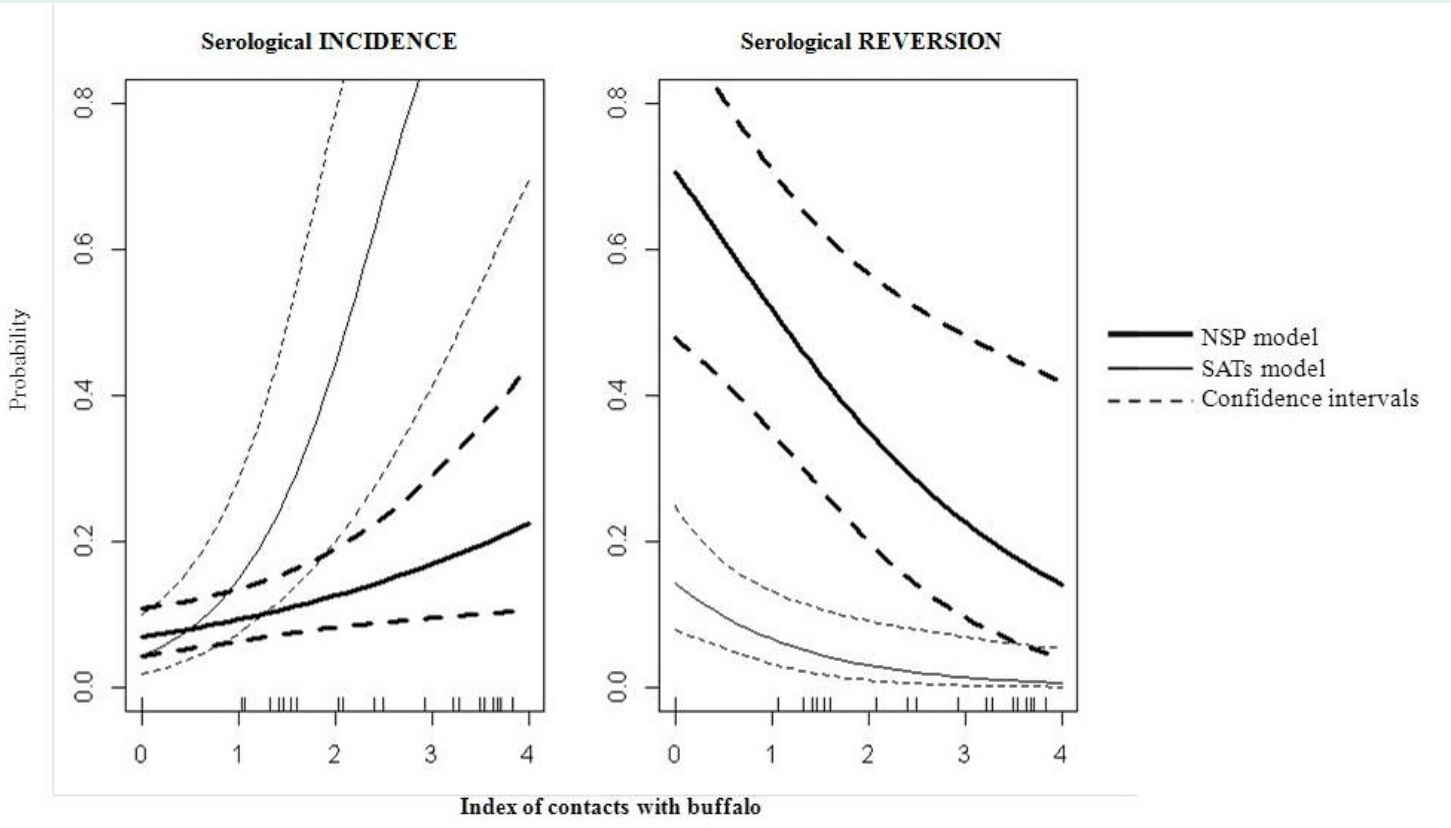 Serological INCIDENCE
Serological REVERSION
Probability
0.8
0.6
0.4
0.2
0.0
0 1 2 3 4
0.8
0.6
0.4
0.2
0.0
0 1 2 3 4
NSP model
SATs model
Confidence intervals
Index of contacts with buffalo